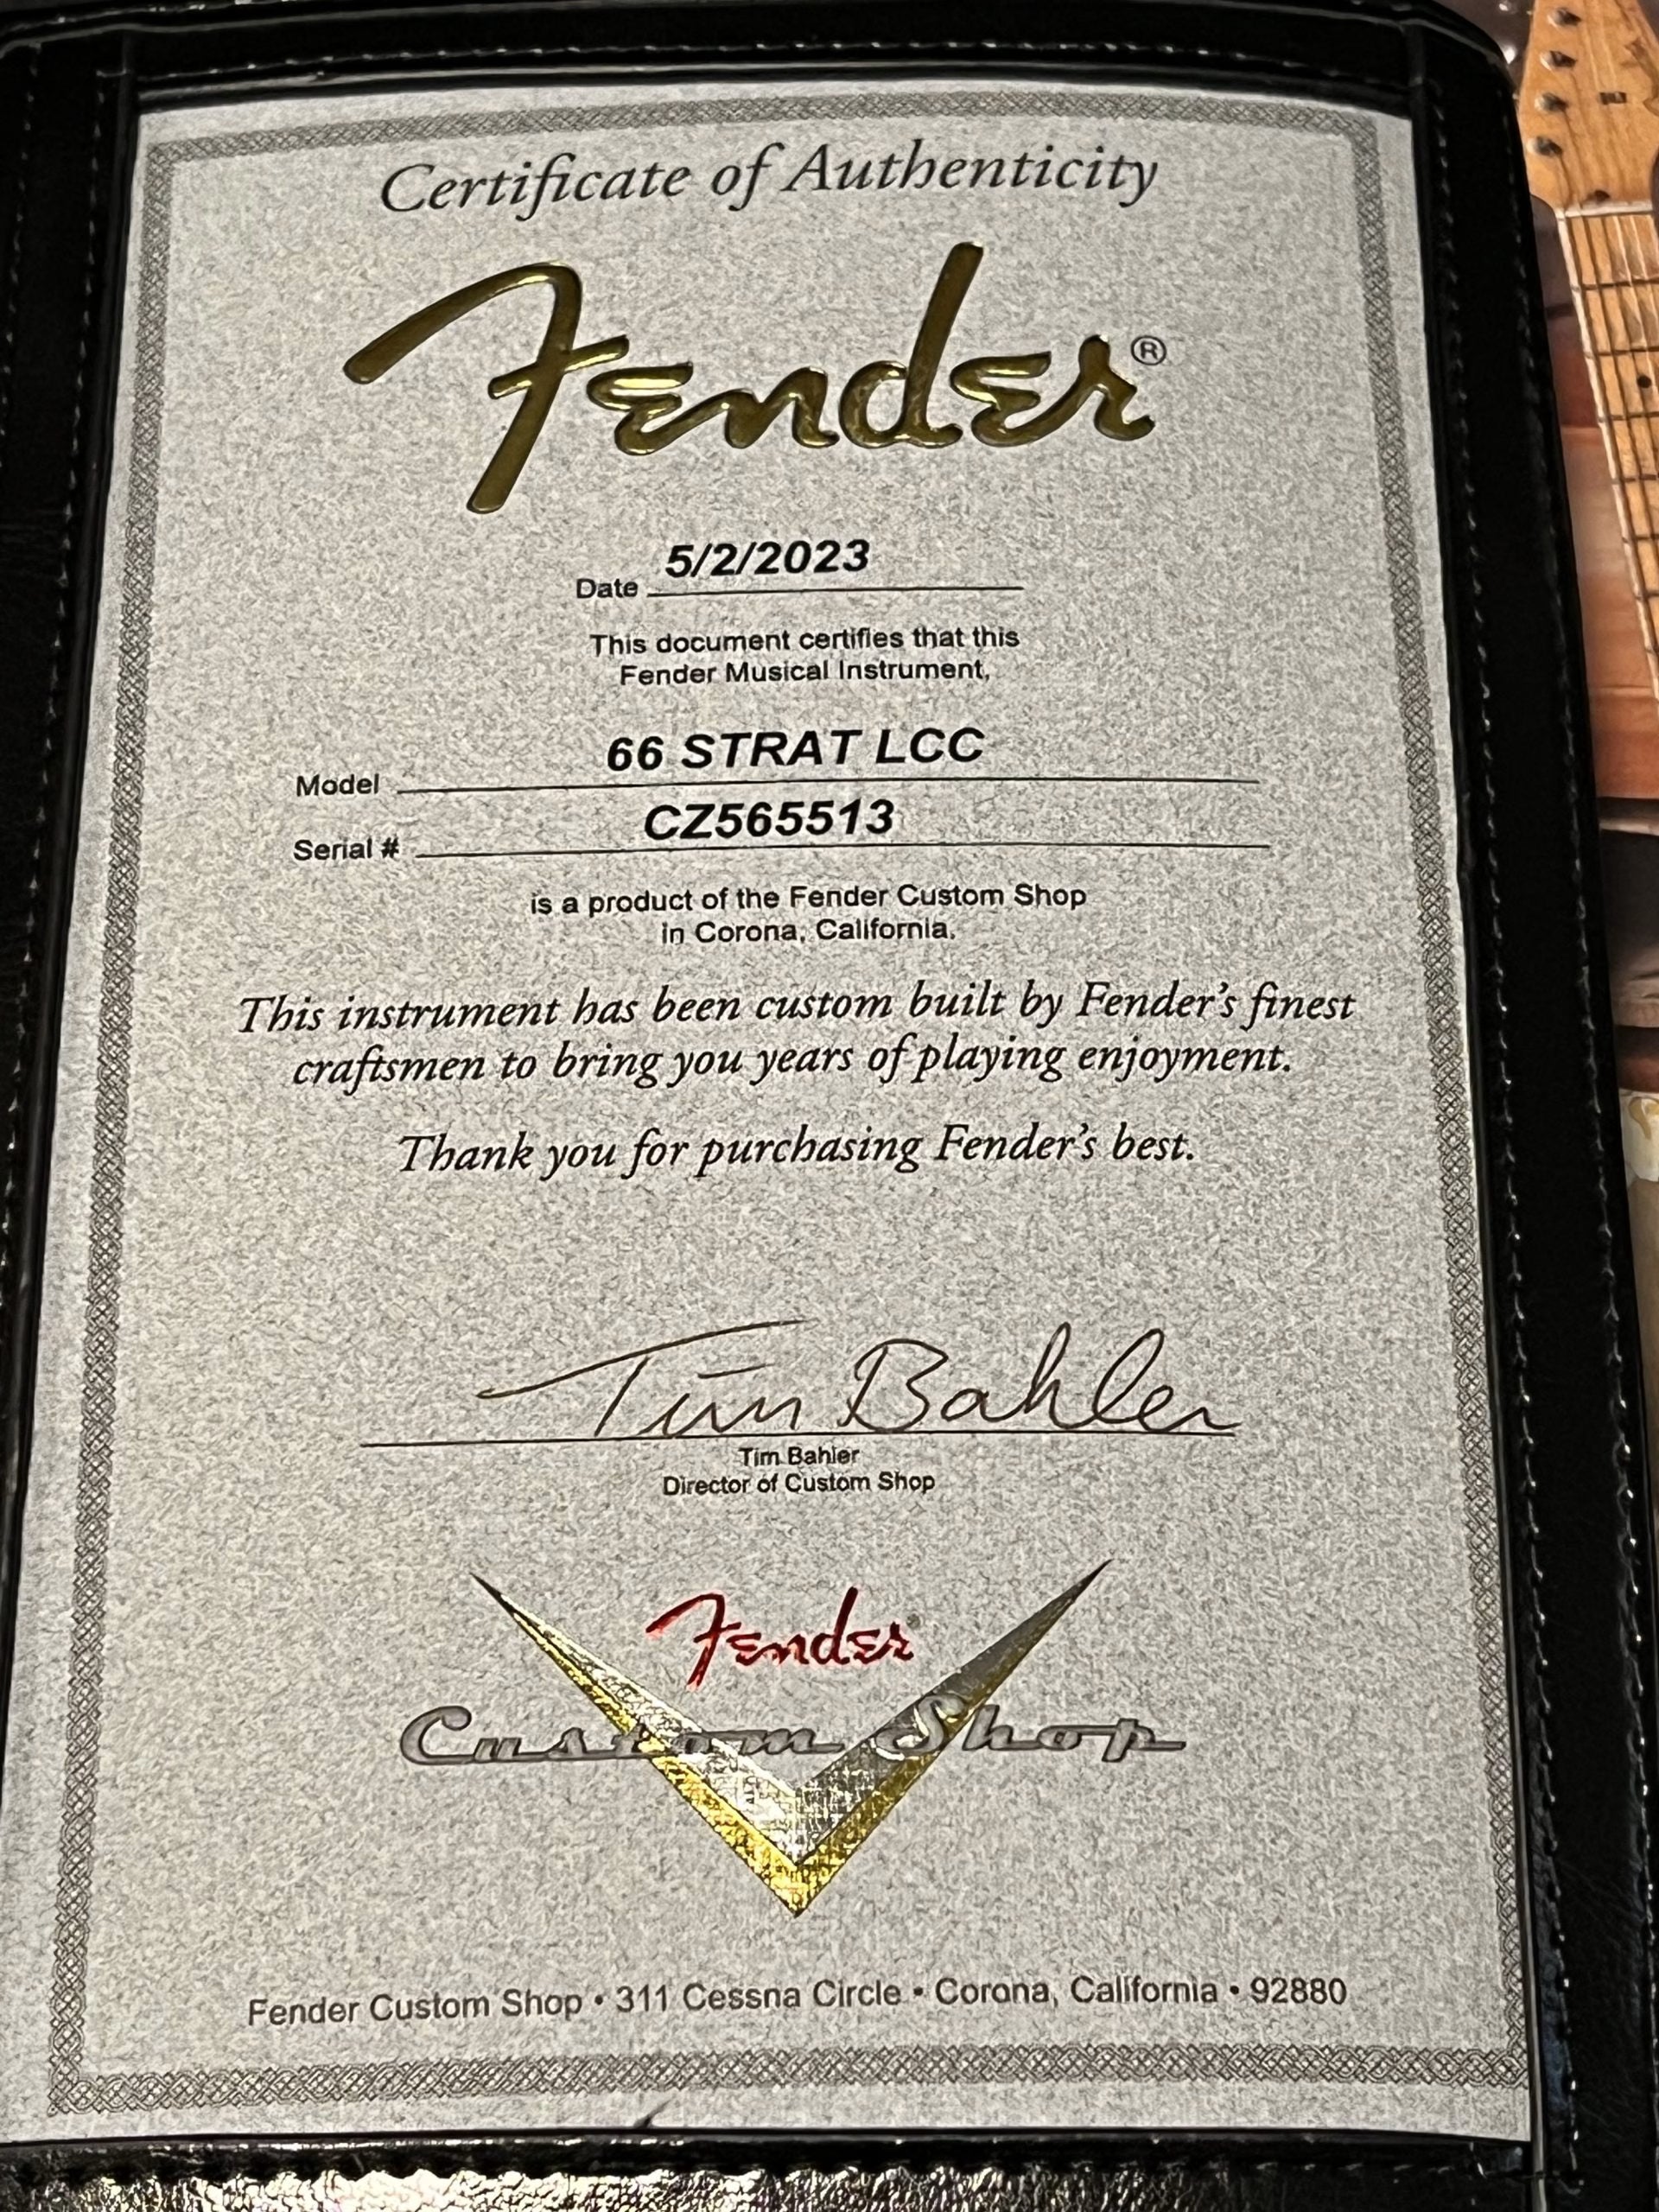 Certificate of Authenticity
Fender®
Date 5/2/2023
This document certifies that this
Fender Musical Instrument,
Model 66 STRAT LCC
Serial # CZ565513
is a product of the Fender Custom Shop
in Corona, California.
This instrument has been custom built by Fender's finest
craftsmen to bring you years of playing enjoyment.
Thank you for purchasing Fender's best.
Tim Bahler
Tim Bahler
Director of Custom Shop
Fender
Custom Shop
Fender Custom Shop • 311 Cessna Circle • Corona, California • 92880